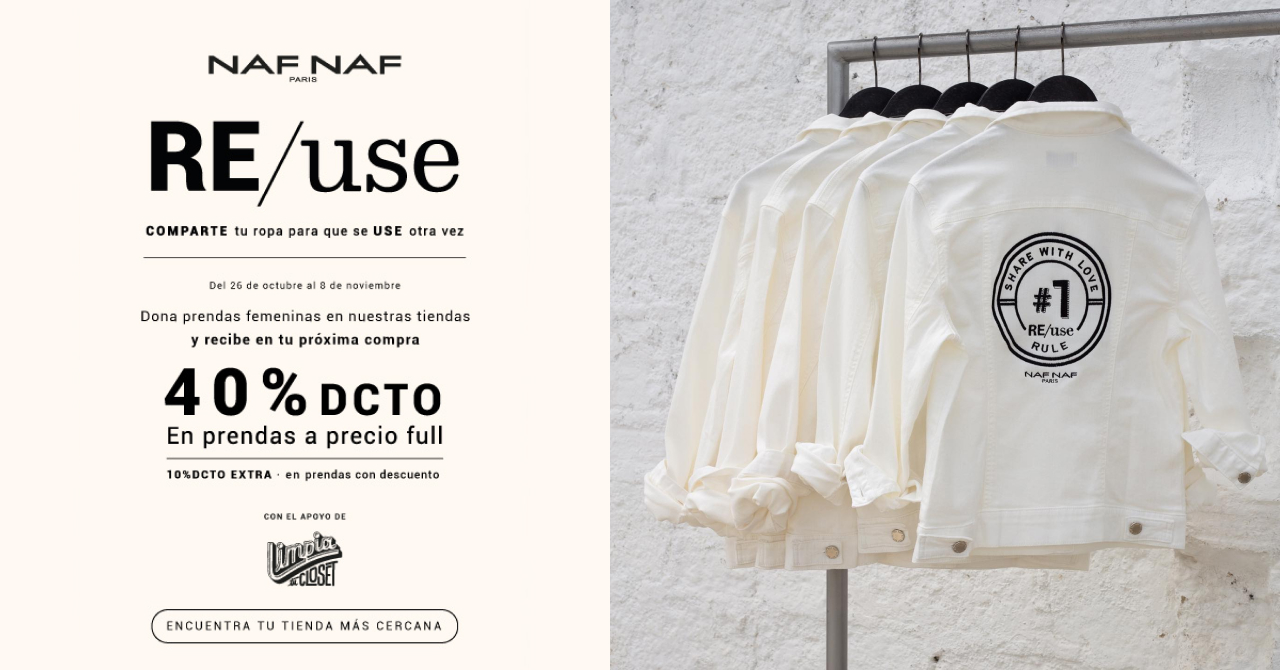 NAF NAF
PARIS
RE/use
COMPARTE tu ropa para que se USE otra vez
Del 26 de octubre al 8 de noviembre
Dona prendas femeninas en nuestras tiendas
y recibe en tu próxima compra
40% DCTO
En prendas a precio full
10%DCTO EXTRA · en prendas con descuento
CON EL APOYO DE
Limpia
tu CLOSET
ENCUENTRA TU TIENDA MÁS CERCANA
SHARE WITH LOVE
#1
RE/use
RULE
NAF NAF
PARIS